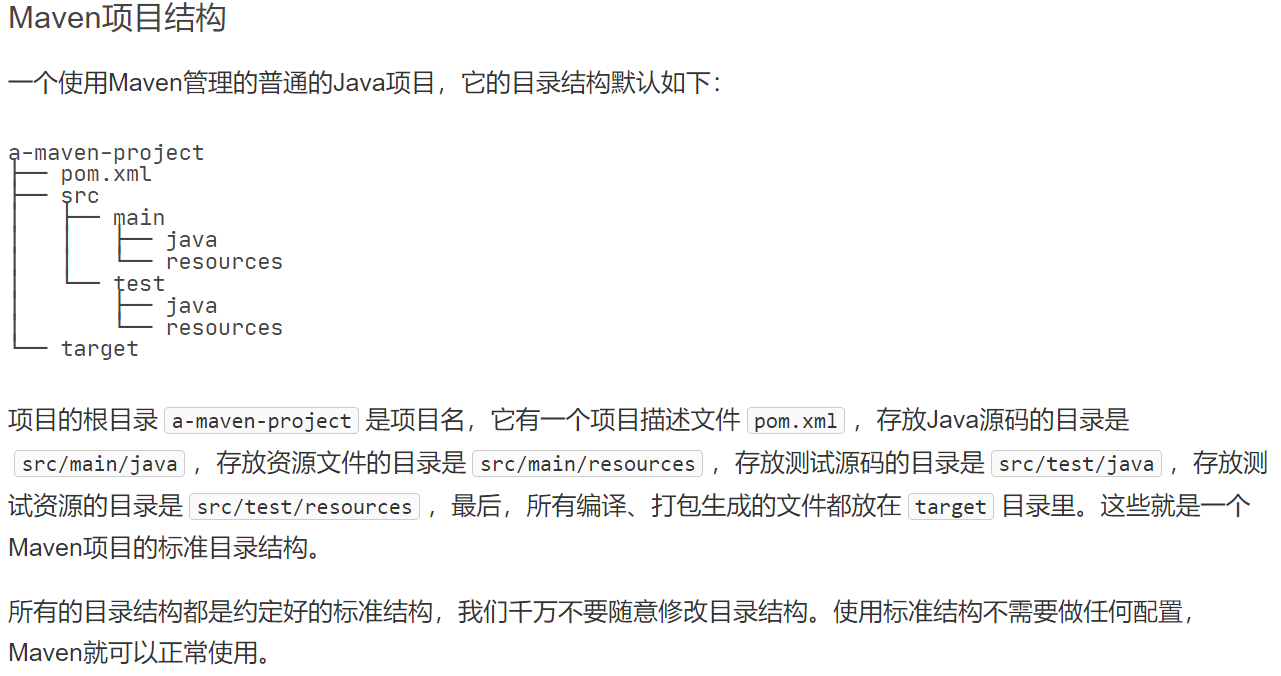 Maven项目结构
一个使用Maven管理的普通的Java项目，它的目录结构默认如下：
a-maven-project
├── pom.xml
├── src
│   ├── main
│   │   ├── java
│   │   └── resources
│   └── test
│       ├── java
│       └── resources
└── target
项目的根目录 a-maven-project 是项目名，它有一个项目描述文件 pom.xml ，存放Java源码的目录是
src/main/java ，存放资源文件的目录是 src/main/resources ，存放测试源码的目录是 src/test/java ，存放测
试资源的目录是 src/test/resources ，最后，所有编译、打包生成的文件都放在 target 目录里。这些就是一个
Maven项目的标准目录结构。
所有的目录结构都是约定好的标准结构，我们千万不要随意修改目录结构。使用标准结构不需要做任何配置，
Maven就可以正常使用。